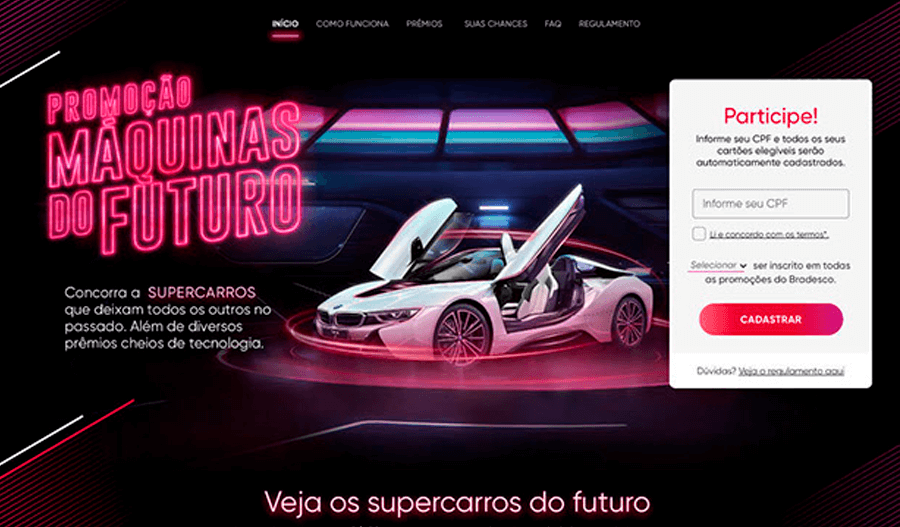 INÍCIO COMO FUNCIONA PRÊMIOS SUAS CHANCES FAQ REGULAMENTO
PROMOÇÃO
MÁQUINAS
DO FUTURO
Concorra a SUPERCARROS
que deixam todos os outros no
passado. Além de diversos
prêmios cheios de tecnologia.
Participe!
Informe seu CPF e todos os seus
cartões elegíveis serão
automaticamente cadastrados.
Informe seu CPF
Li e concordo com os termos*.
Selecionar ser inscrito em todas
as promoções do Bradesco.
CADASTRAR
Dúvidas? Veja o regulamento aqui
Veja os supercarros do futuro